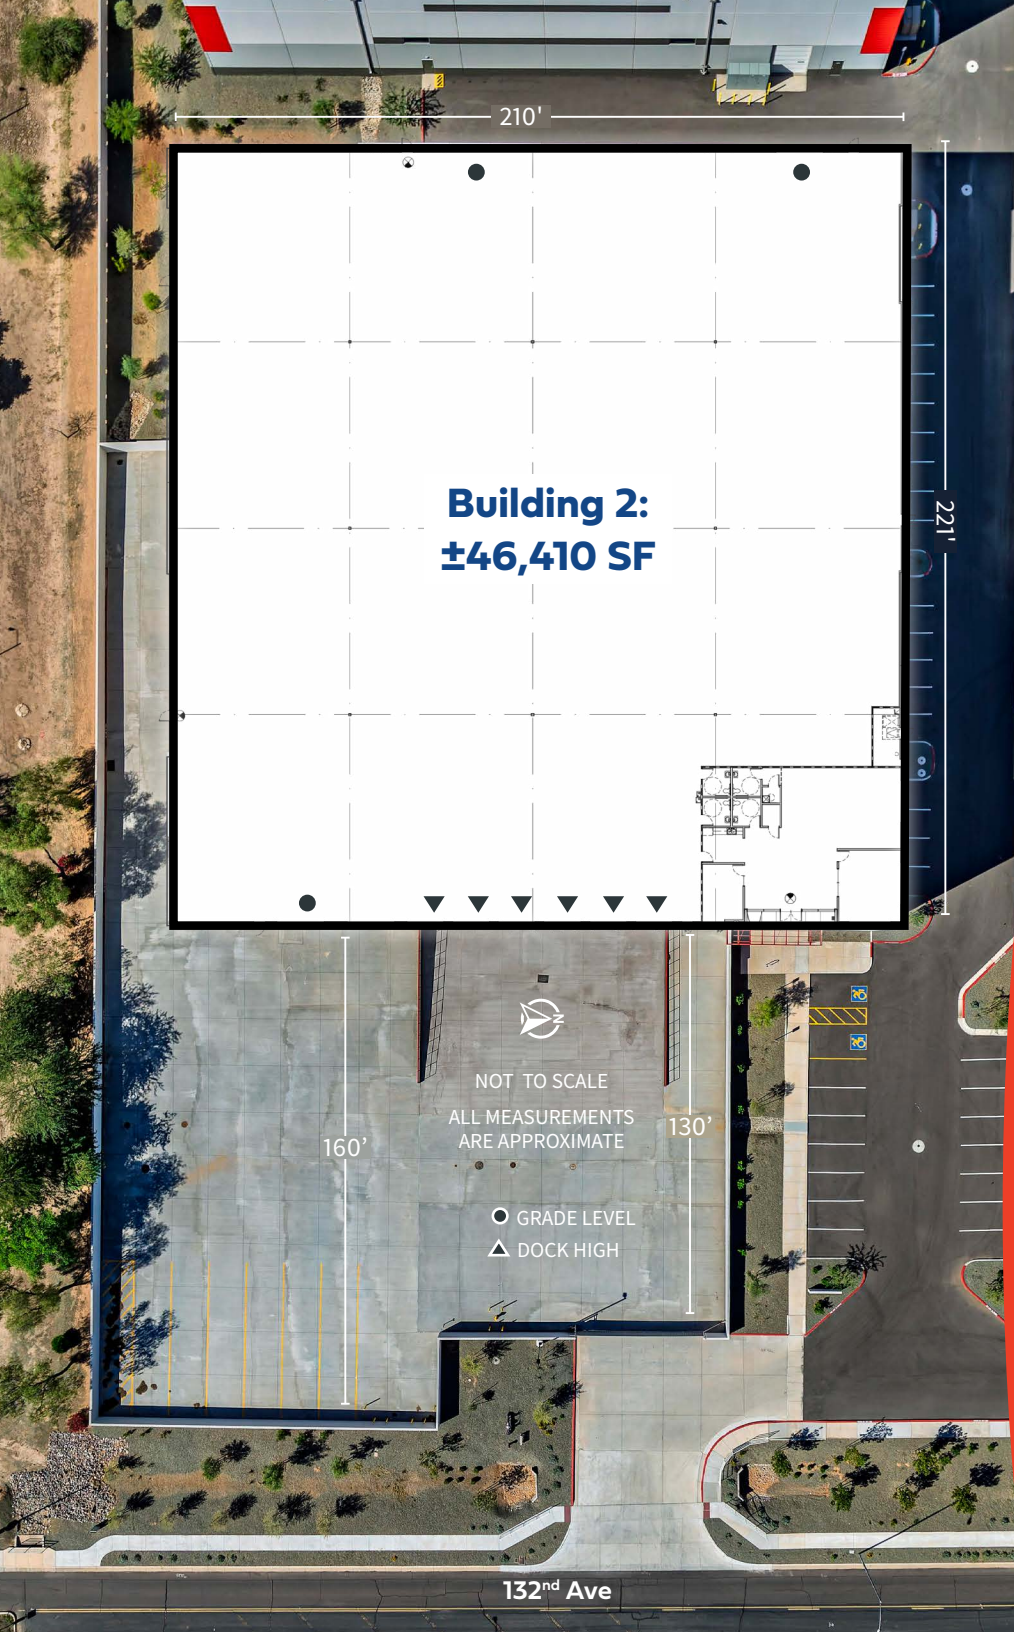 210'
221'
Building 2:
±46,410 SF
N
NOT TO SCALE
ALL MEASUREMENTS
ARE APPROXIMATE
160’
130’
GRADE LEVEL
DOCK HIGH
132nd Ave